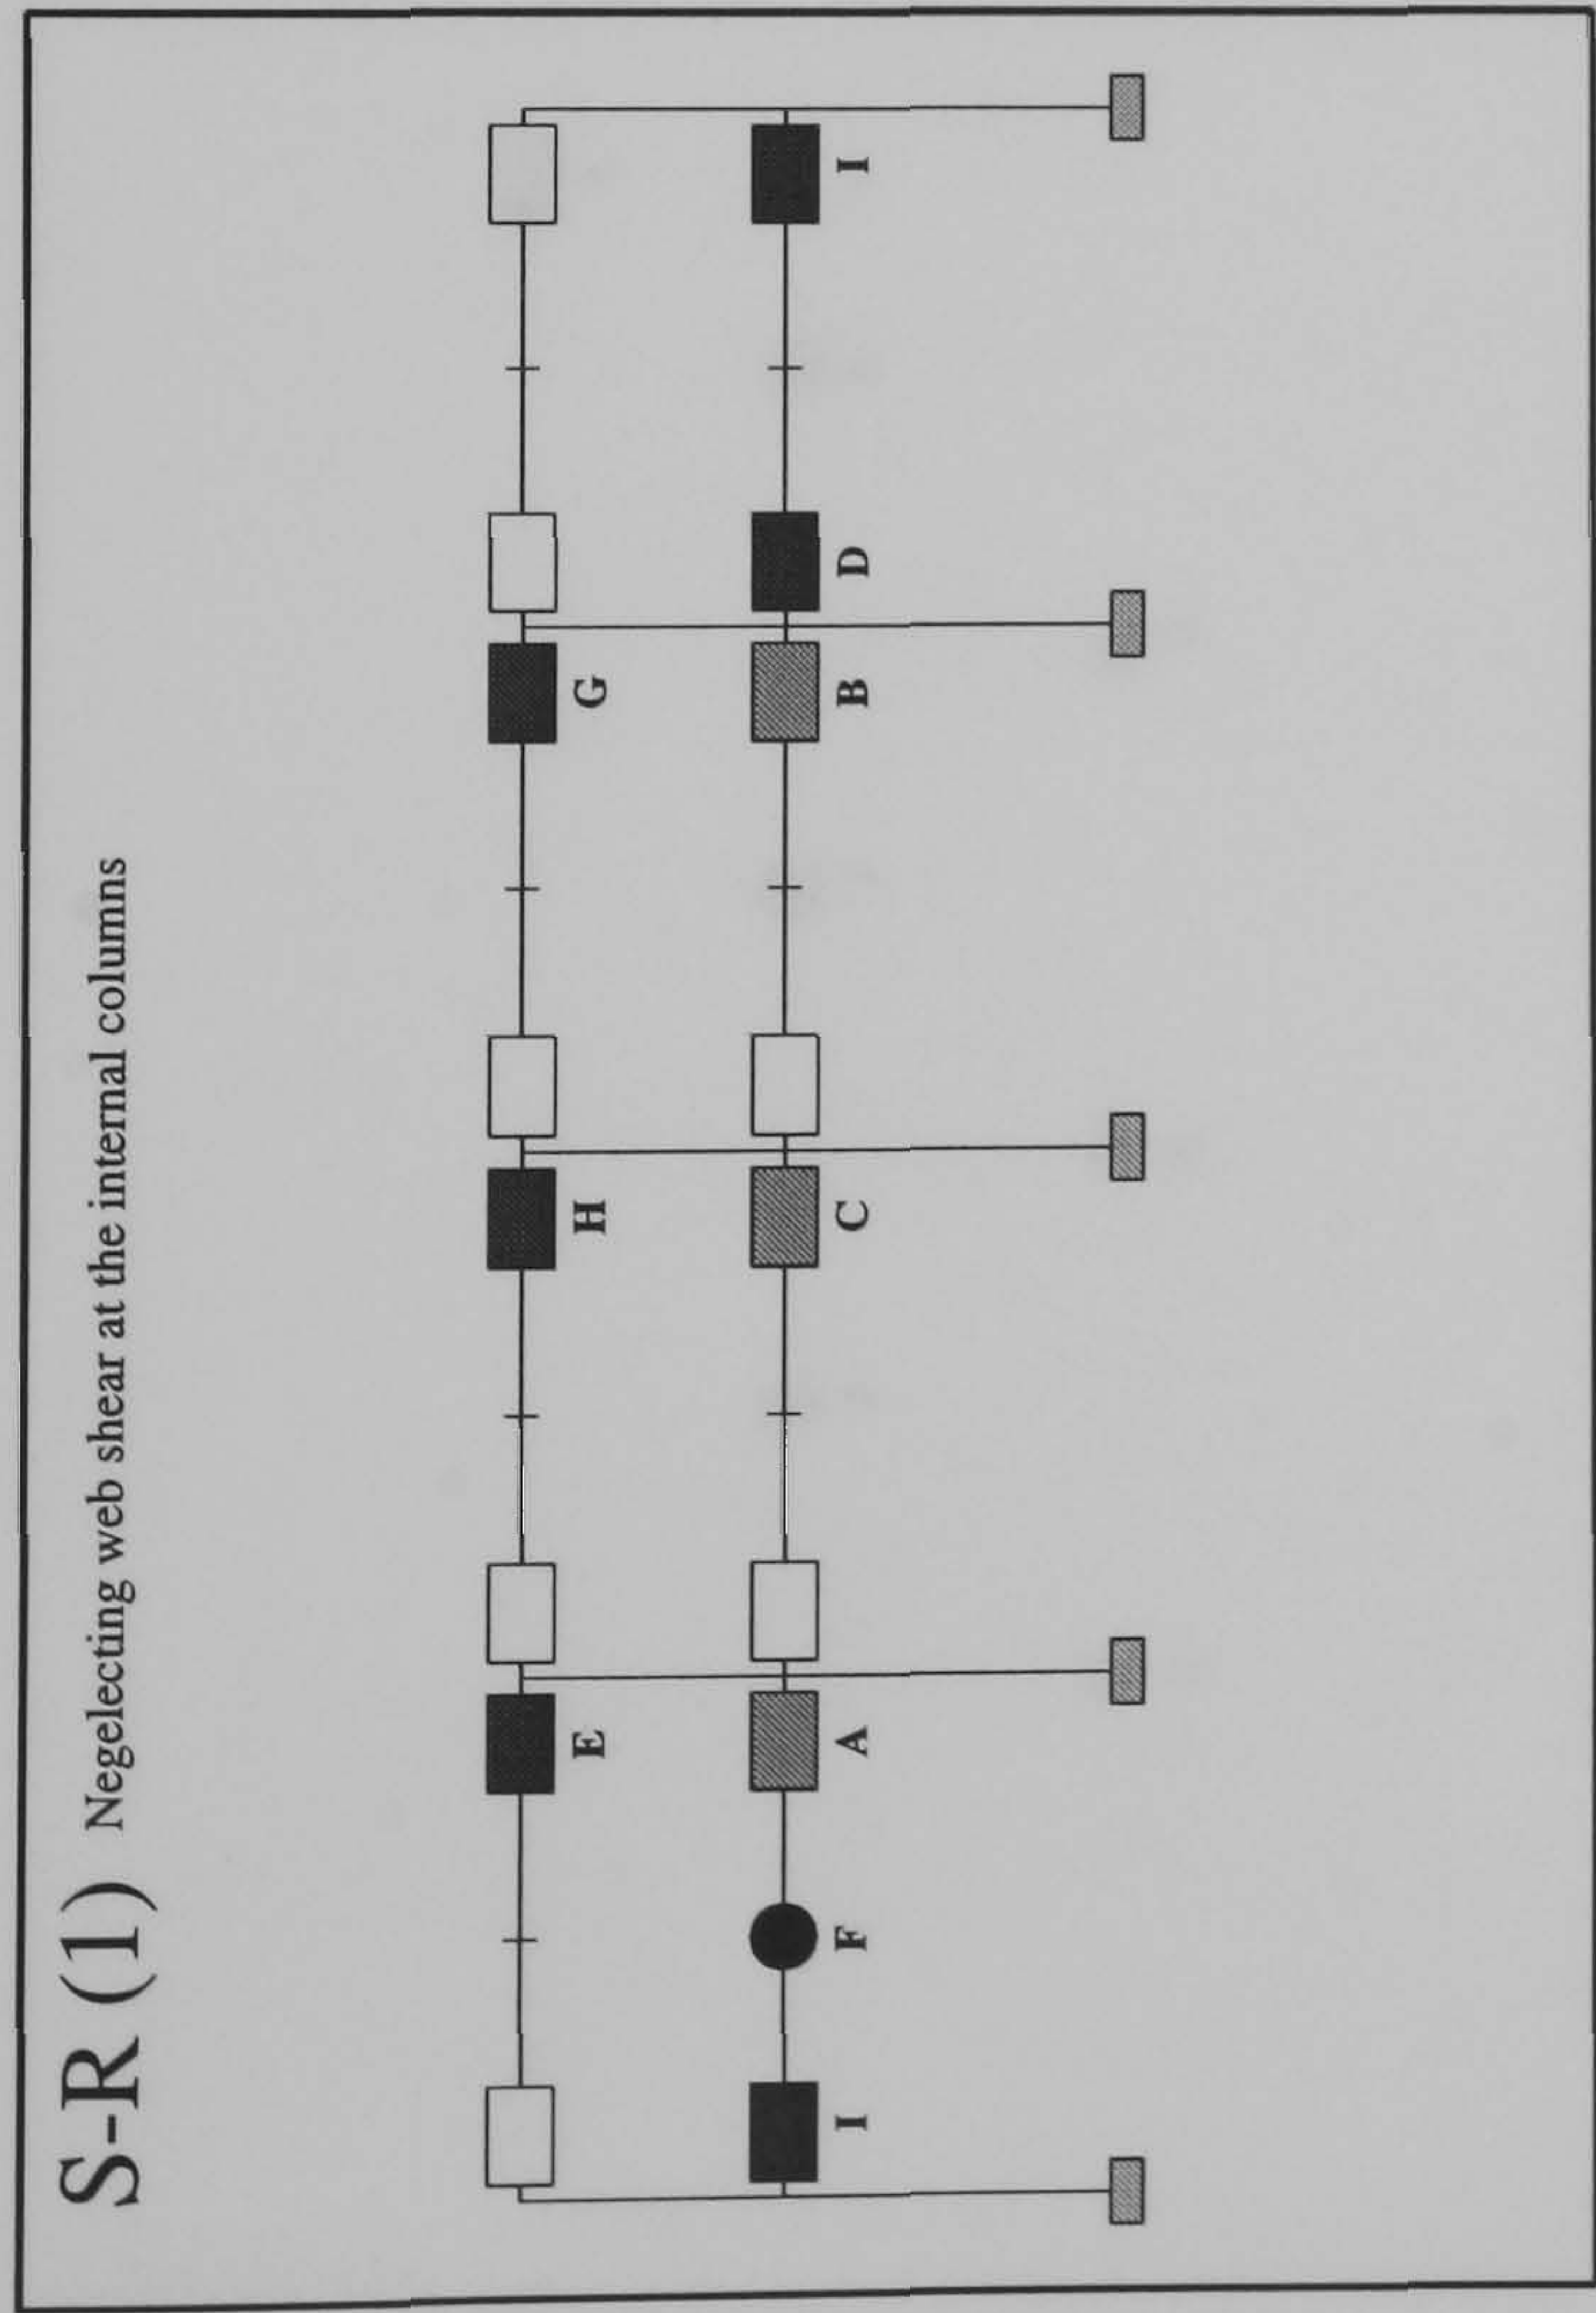 S-R (1) Negelecting web shear at the internal columns
E H G
I F A C B D I